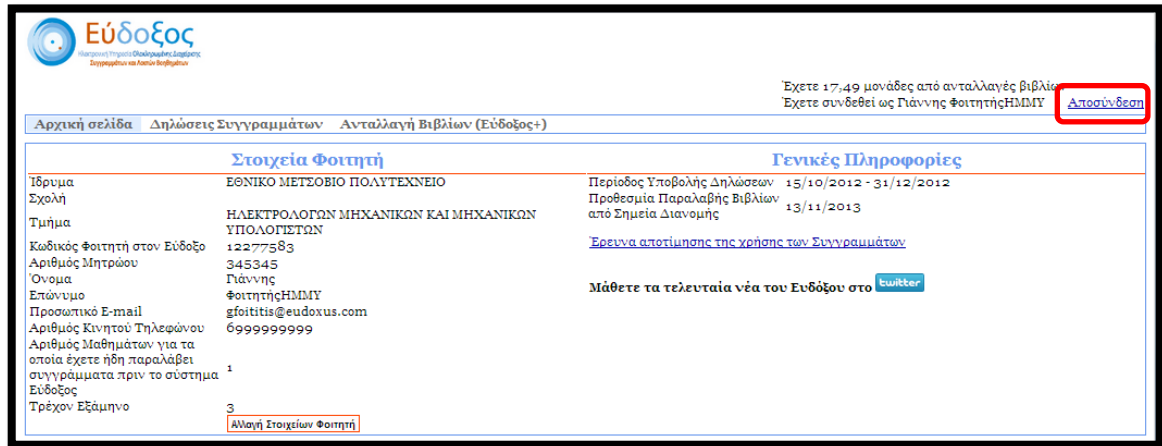 Εύδοξος
Ηλεκτρονική Υπηρεσία Ολοκληρωμένης Διαχείρισης
Συγγραμμάτων και Λοιπών Βοηθημάτων
Έχετε 17,49 μονάδες από ανταλλαγές βιβλίων
Έχετε συνδεθεί ως Γιάννης ΦοιτητήςΗΜΜΥ Αποσύνδεση
Αρχική σελίδα Δηλώσεις Συγγραμμάτων Ανταλλαγή Βιβλίων (Εύδοξος+)
Στοιχεία Φοιτητή
Ίδρυμα ΕΘΝΙΚΟ ΜΕΤΣΟΒΙΟ ΠΟΛΥΤΕΧΝΕΙΟ
Σχολή
Τμήμα ΗΛΕΚΤΡΟΛΟΓΩΝ ΜΗΧΑΝΙΚΩΝ ΚΑΙ ΜΗΧΑΝΙΚΩΝ
ΥΠΟΛΟΓΙΣΤΩΝ
Κωδικός Φοιτητή στον Εύδοξο 12277583
Αριθμός Μητρώου 345345
Όνομα Γιάννης
Επώνυμο ΦοιτητήςΗΜΜΥ
Προσωπικό E-mail gfoititis@eudoxus.com
Αριθμός Κινητού Τηλεφώνου 6999999999
Αριθμός Μαθημάτων για τα
οποία έχετε ήδη παραλάβει
συγγράμματα πριν το σύστημα 1
Εύδοξος
Τρέχον Εξάμηνο 3
Αλλαγή Στοιχείων Φοιτητή
Γενικές Πληροφορίες
Περίοδος Υποβολής Δηλώσεων 15/10/2012 - 31/12/2012
Προθεσμία Παραλαβής Βιβλίων
από Σημεία Διανομής 13/11/2013
Έρευνα αποτίμησης της χρήσης των Συγγραμμάτων
Μάθετε τα τελευταία νέα του Ευδόξου στο twitter